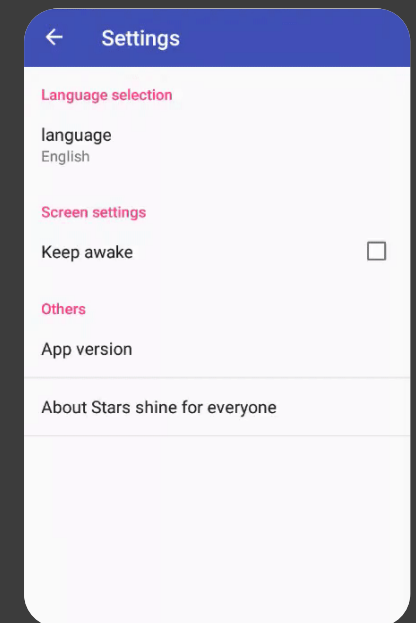 Settings
Language selection
language
English
Screen settings
Keep awake
Others
App version
About Stars shine for everyone